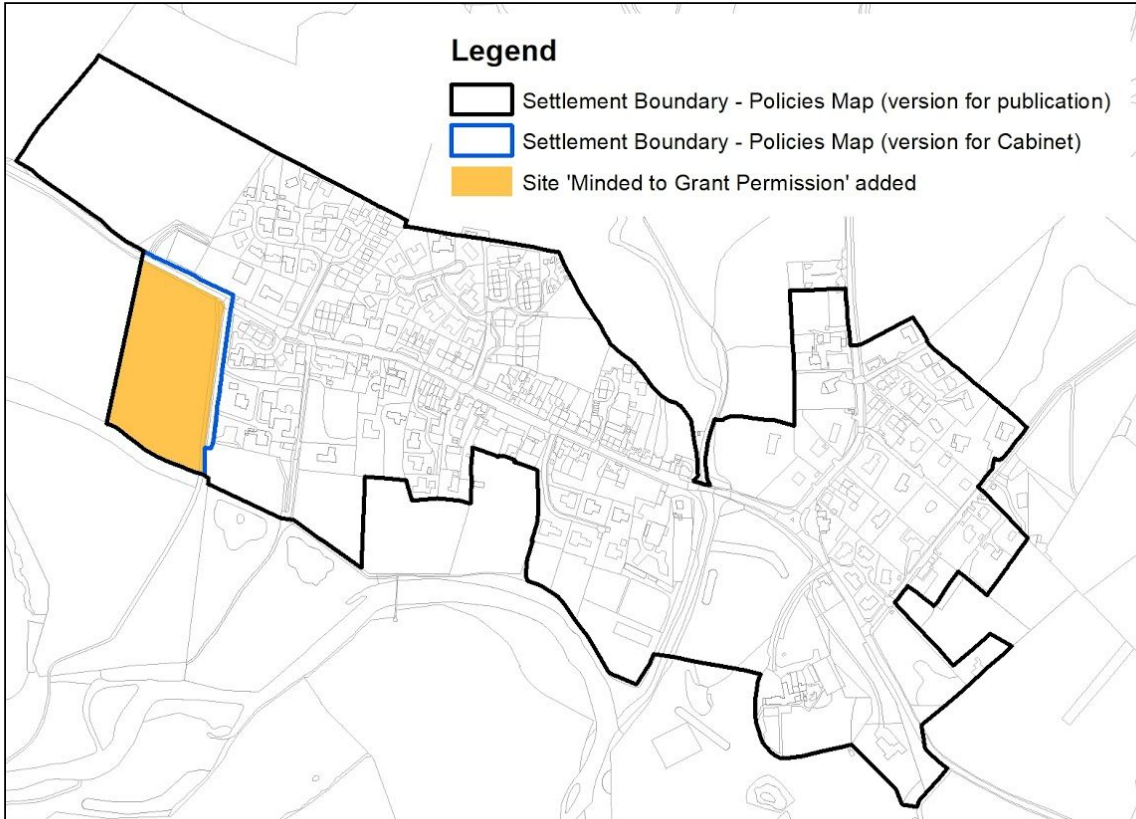 Legend
Settlement Boundary - Policies Map (version for publication)
Settlement Boundary - Policies Map (version for Cabinet)
Site 'Minded to Grant Permission' added